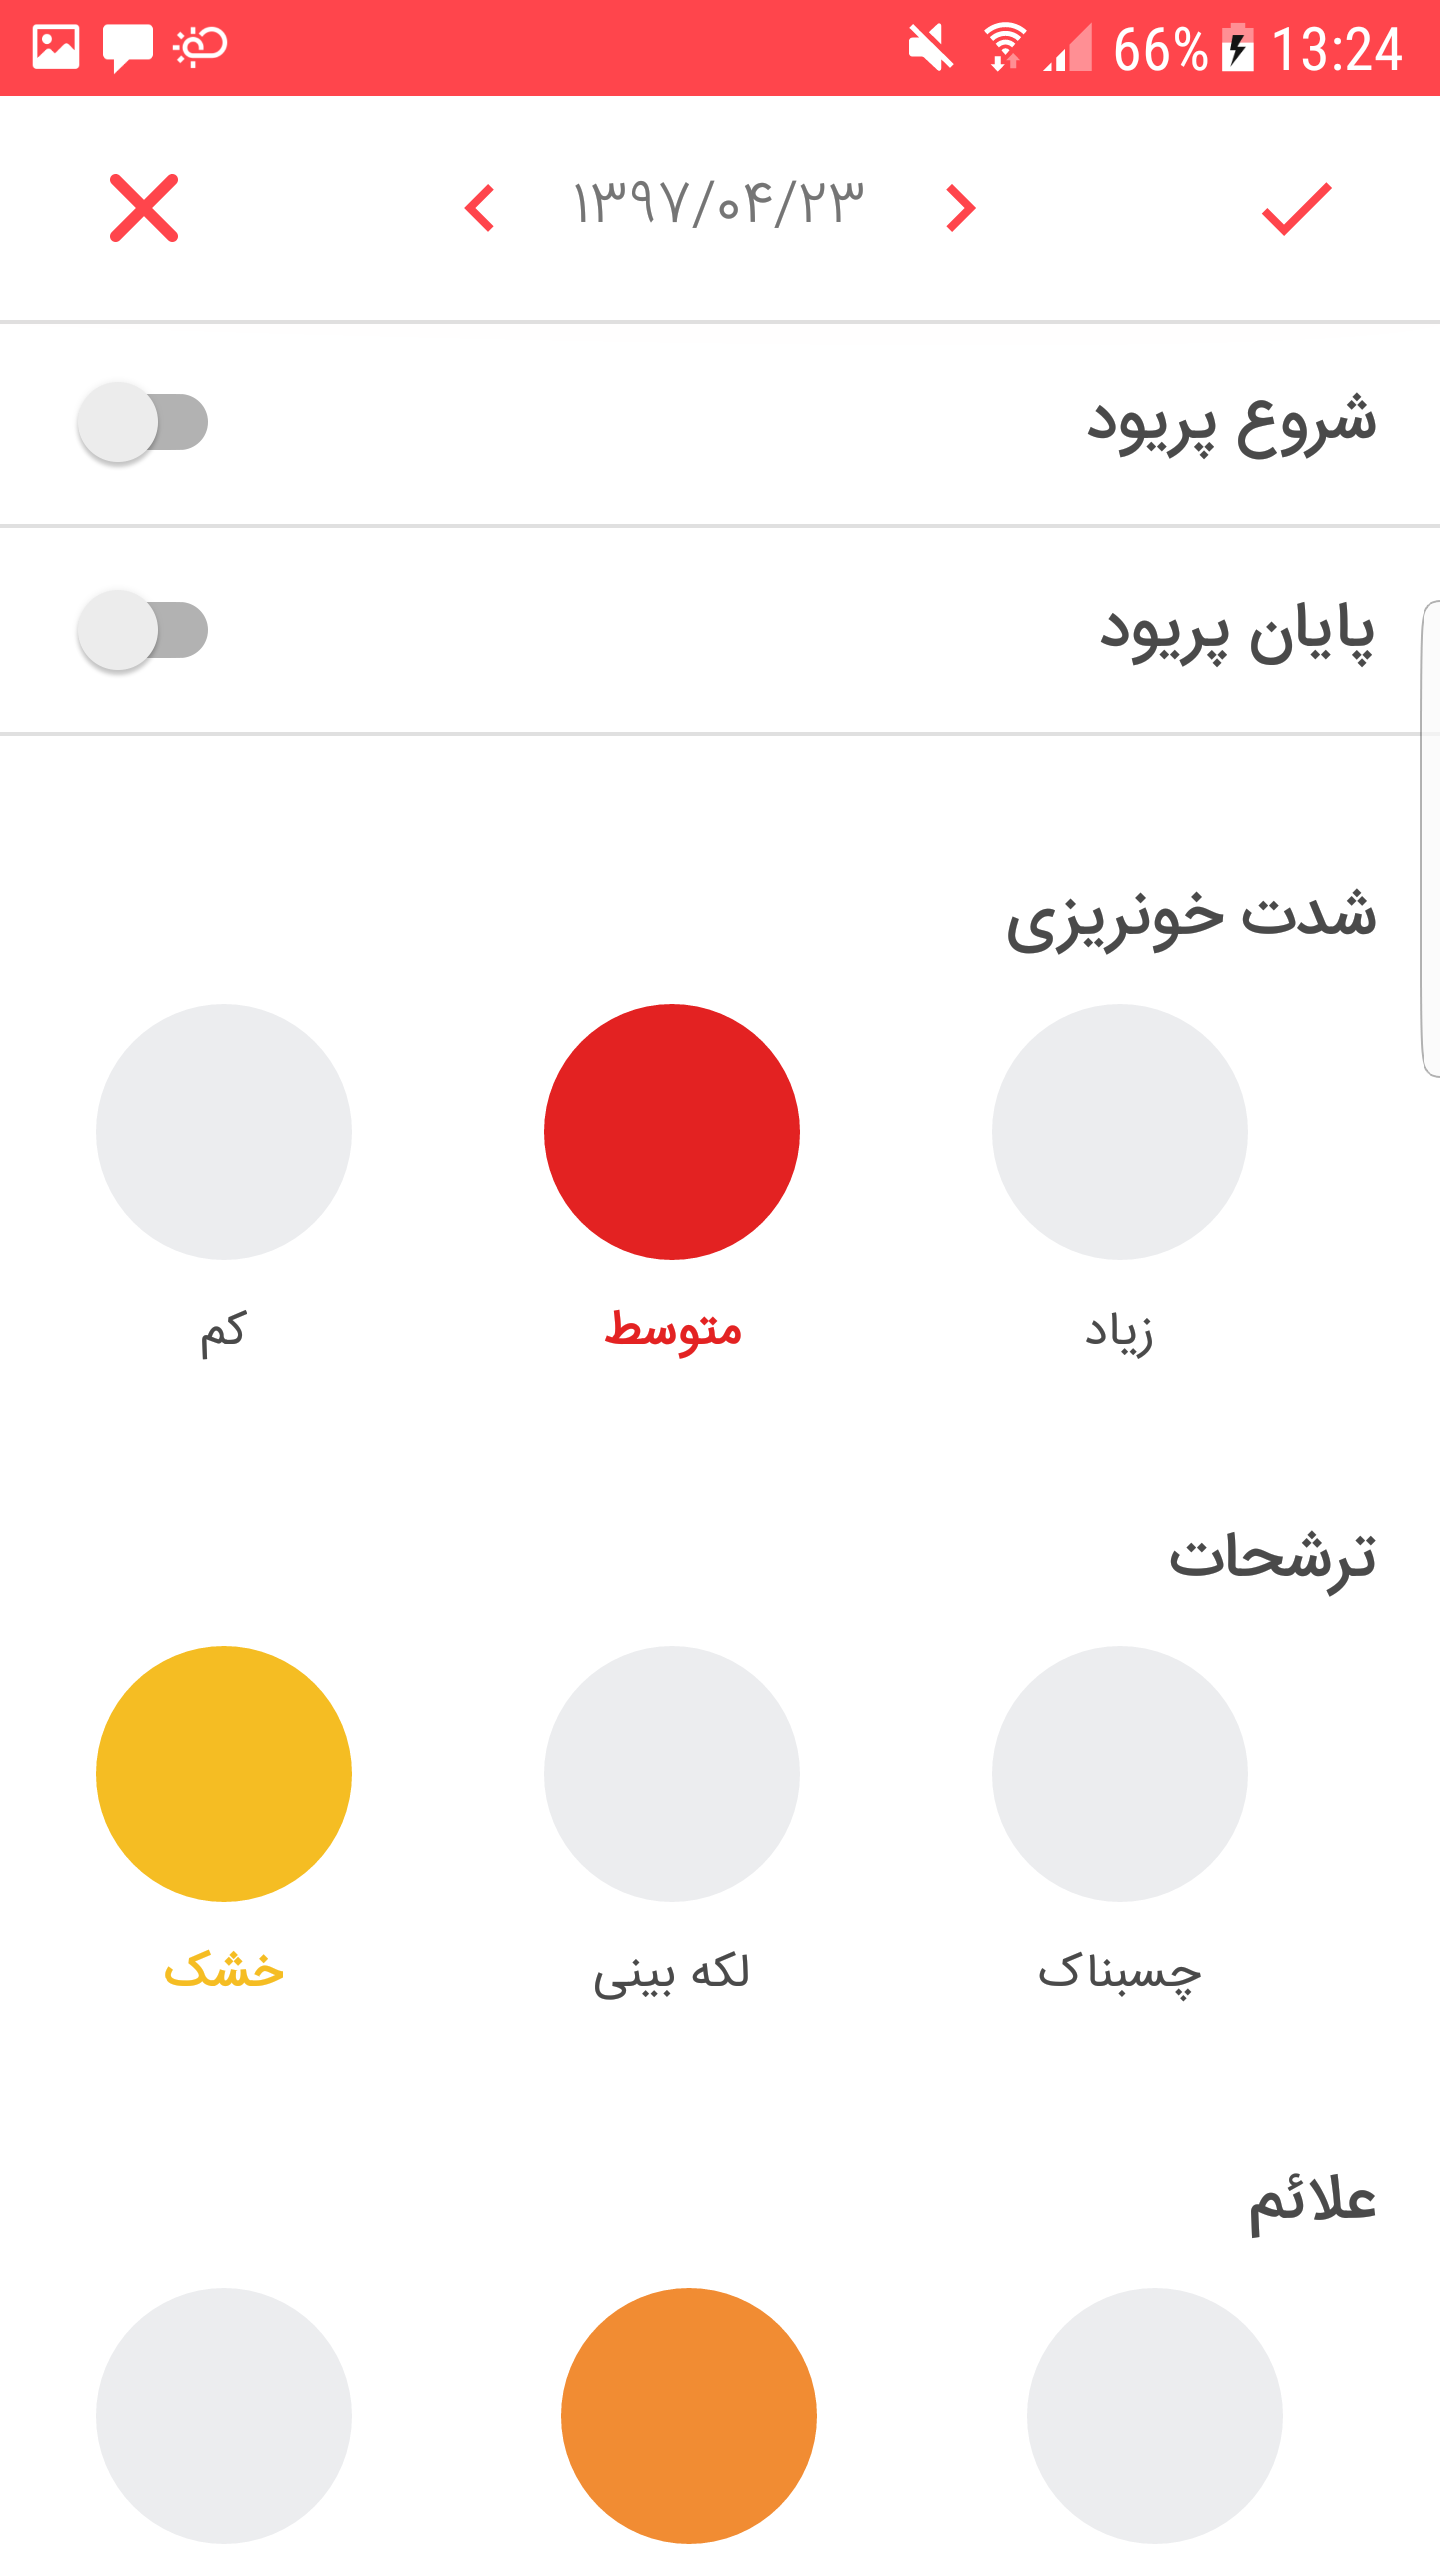 66% 13:24
۱۳۹۷/۰۴/۲۳
شروع پریود
پایان پریود
شدت خونریزی
زیاد متوسط کم
ترشحات
چسبناک لکه بینی خشک
علائم